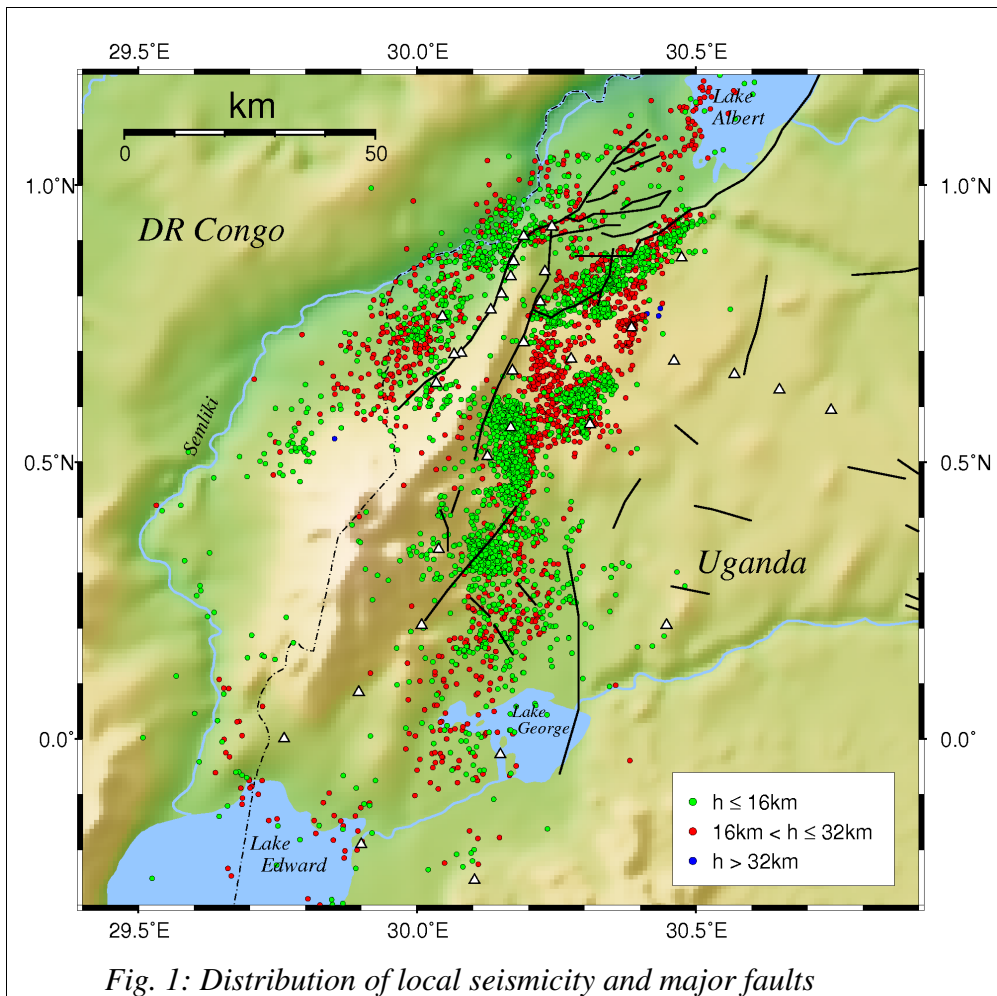 29.5°E 30.0°E 30.5°E
km
0 50
Lake
Albert
1.0°N 1.0°N
DR Congo
Semliki
0.5°N 0.5°N
Uganda
Lake
George
0.0° 0.0°
h ≤ 16km
16km < h ≤ 32km
h > 32km
Lake
Edward
29.5°E 30.0°E 30.5°E
Fig. 1: Distribution of local seismicity and major faults